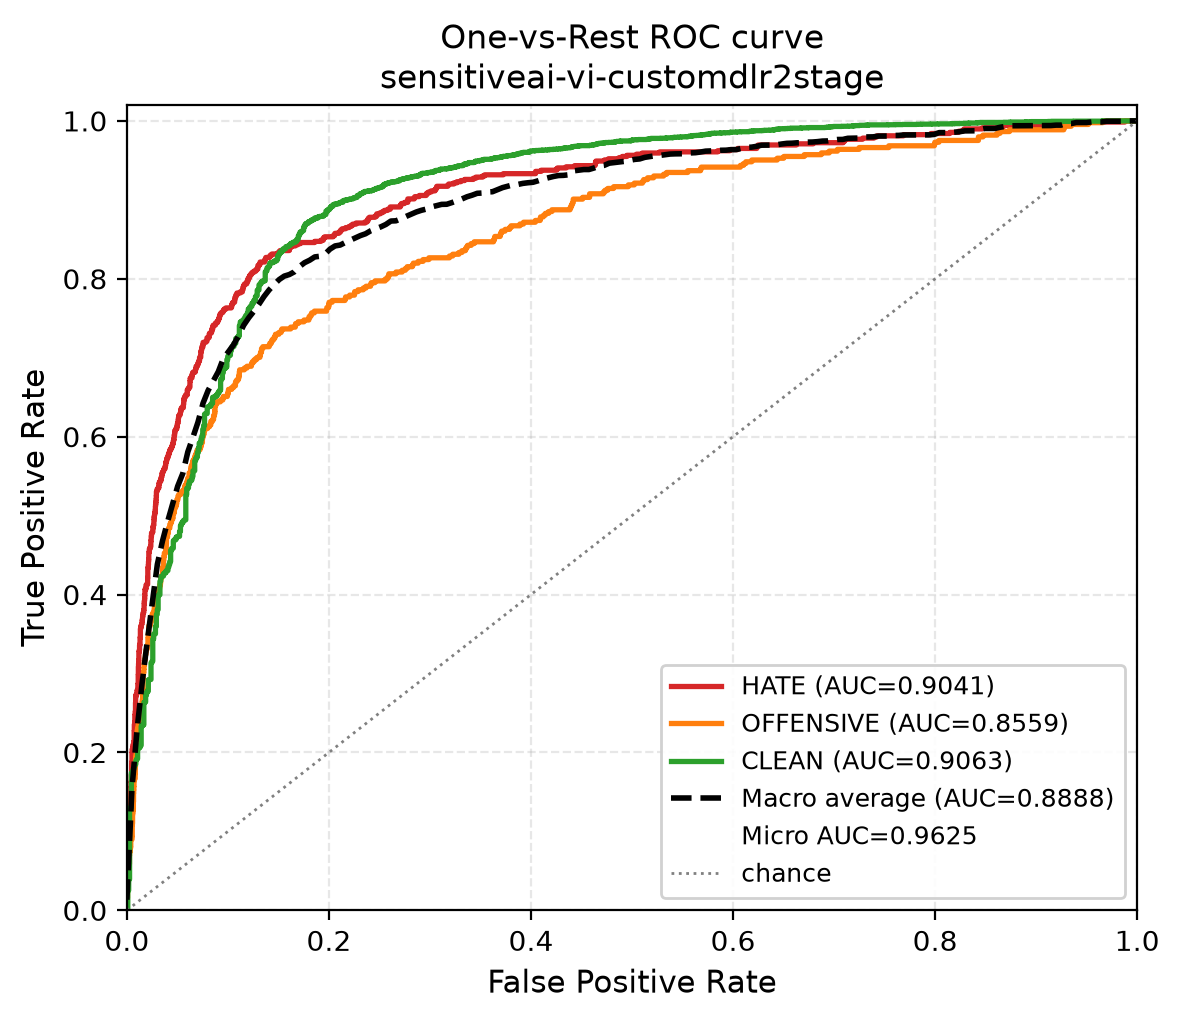 One-vs-Rest ROC curve
sensitiveai-vi-customdlr2stage
True Positive Rate
1.0
0.8
0.6
0.4
0.2
0.0
HATE (AUC=0.9041)
OFFENSIVE (AUC=0.8559)
CLEAN (AUC=0.9063)
Macro average (AUC=0.8888)
Micro AUC=0.9625
chance
0.0 0.2 0.4 0.6 0.8 1.0
False Positive Rate